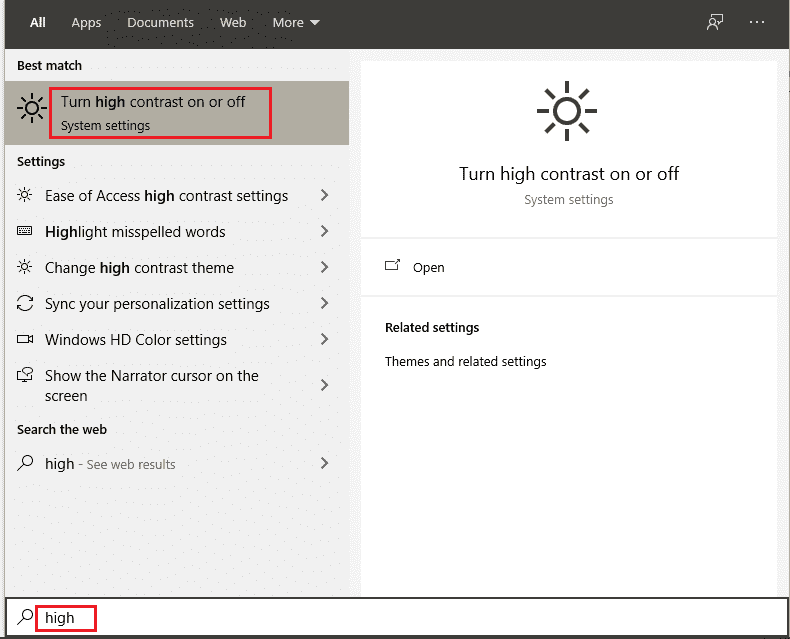 All Apps Documents Web More
Best match
Turn high contrast on or off
System settings
Settings
Ease of Access high contrast settings
Highlight misspelled words
Change high contrast theme
Sync your personalization settings
Windows HD Color settings
Show the Narrator cursor on the
screen
Search the web
high - See web results
Turn high contrast on or off
System settings
Open
Related settings
Themes and related settings
high